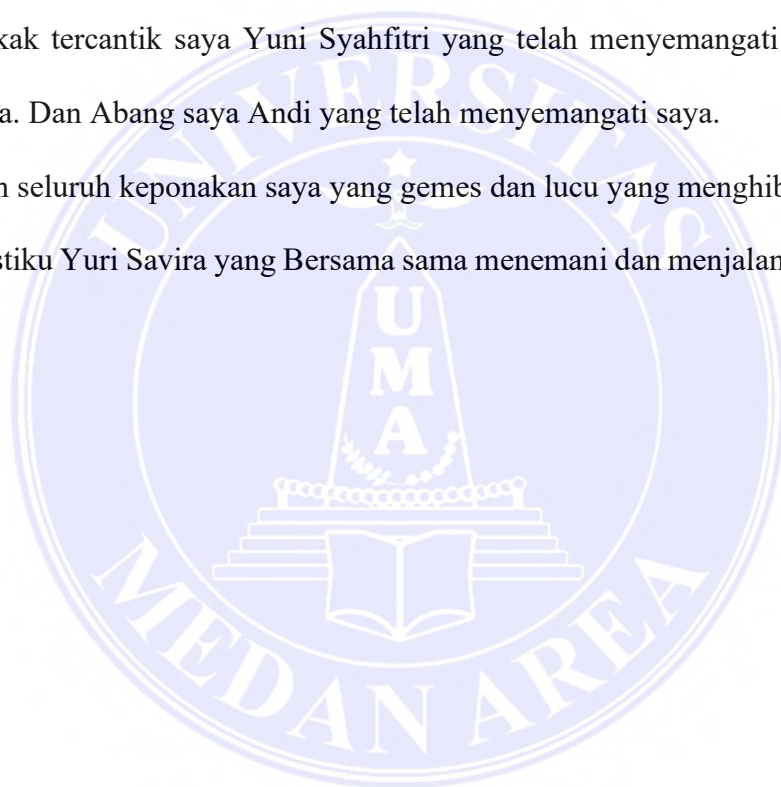 kak tercantik saya Yuni Syahfitri yang telah menyemangati
a. Dan Abang saya Andi yang telah menyemangati saya.
n seluruh keponakan saya yang gemes dan lucu yang menghib
stiku Yuri Savira yang Bersama sama menemani dan menjalan
UNIVERSITAS
U
M
A
MEDAN AREA